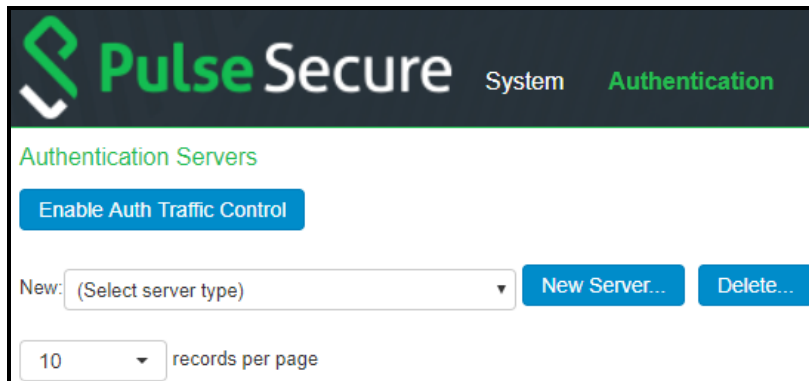 Pulse Secure System Authentication
Authentication Servers
Enable Auth Traffic Control
New: (Select server type) New Server... Delete...
10 records per page